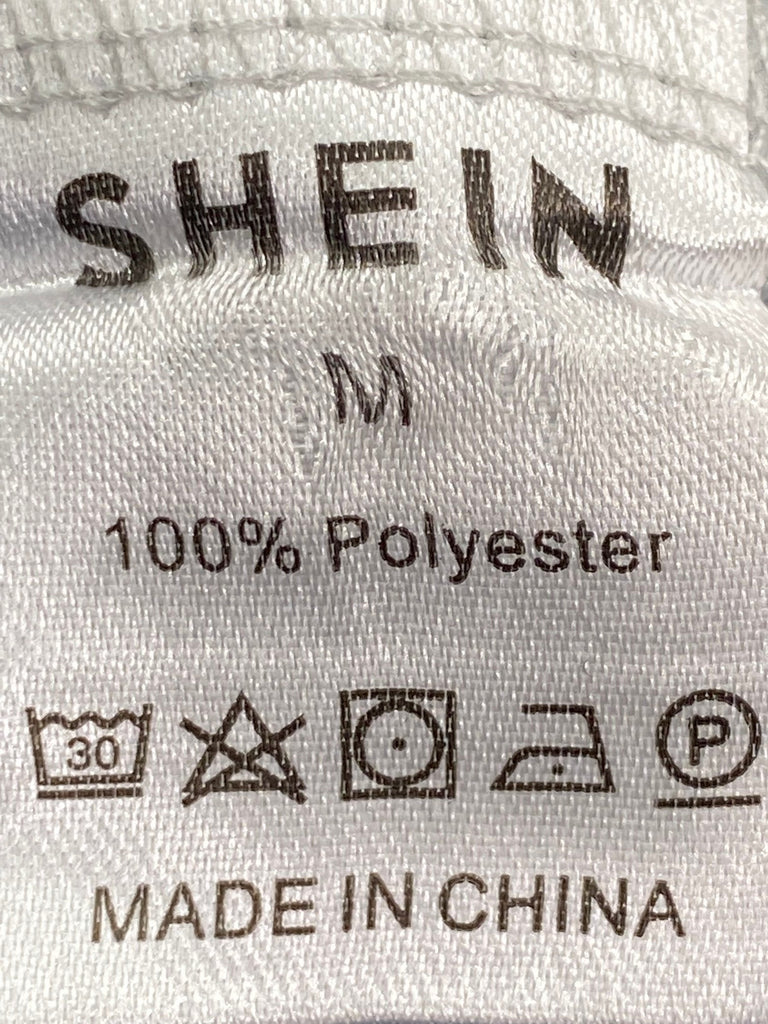 SHEIN
M
100% Polyester
30 P
MADE IN CHINA